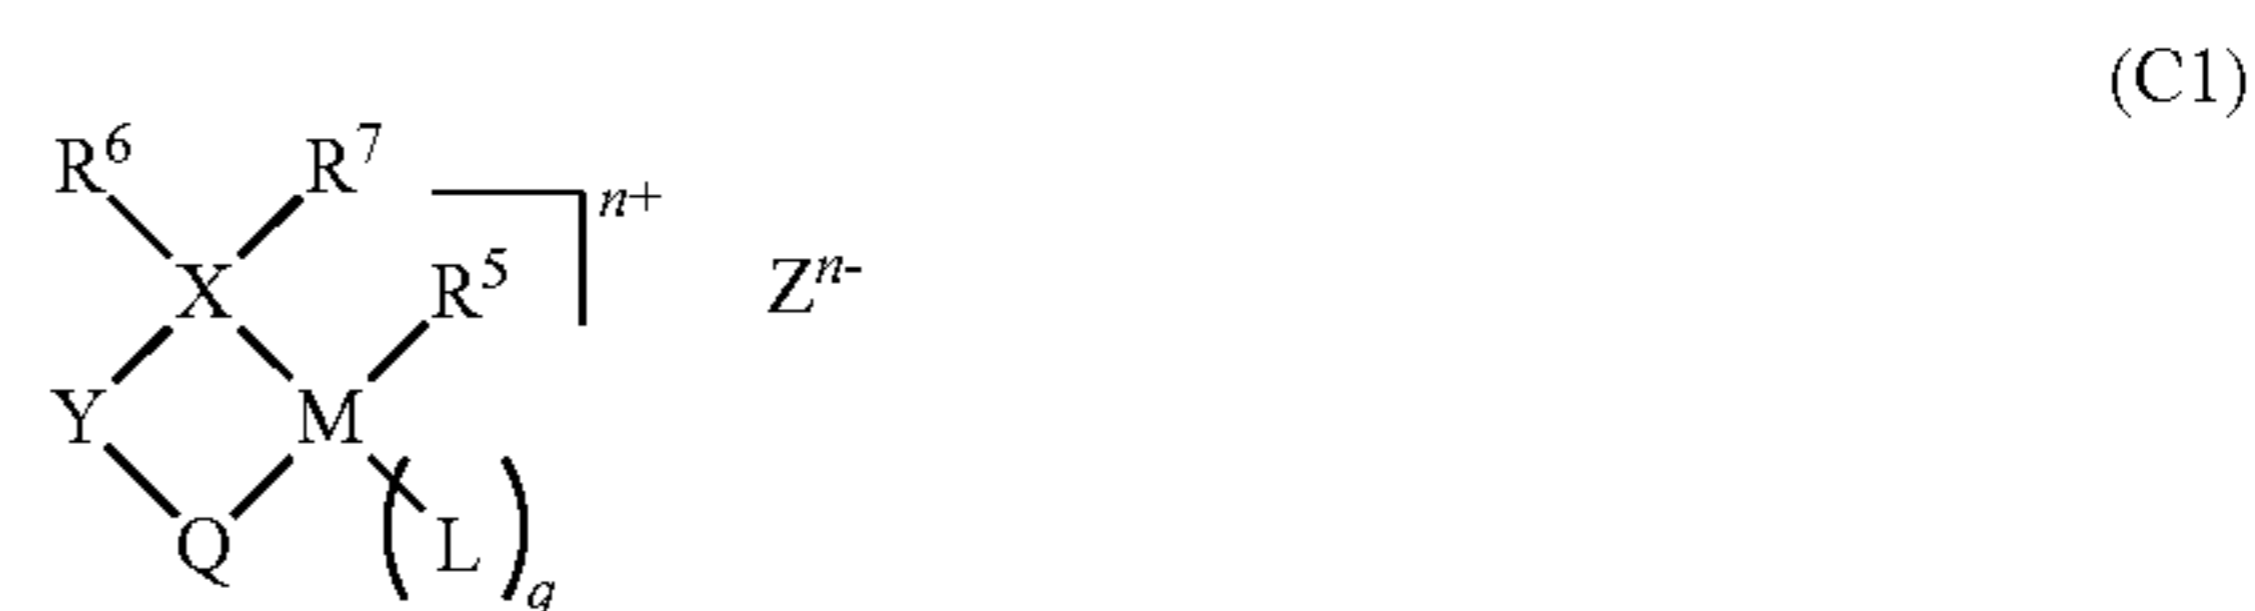 (C1)
R⁶ R⁷
n+
X R⁵ Zⁿ⁻
Y M
Q (L)q